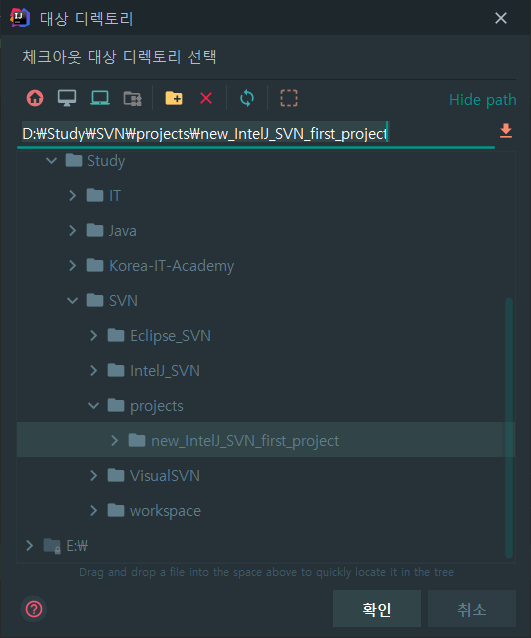 대상 디렉토리
체크아웃 대상 디렉토리 선택
Hide path
D:₩Study₩SVN₩projects₩new_IntelJ_SVN_first_project
Study
IT
Java
Korea-IT-Academy
SVN
Eclipse_SVN
IntelJ_SVN
projects
new_IntelJ_SVN_first_project
VisualSVN
workspace
E:₩
Drag and drop a file into the space above to quickly locate it in the tree
확인 취소